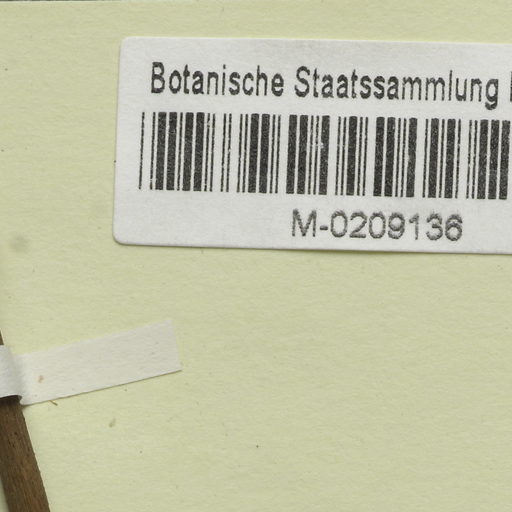 Botanische Staatssammlung
M-0209136